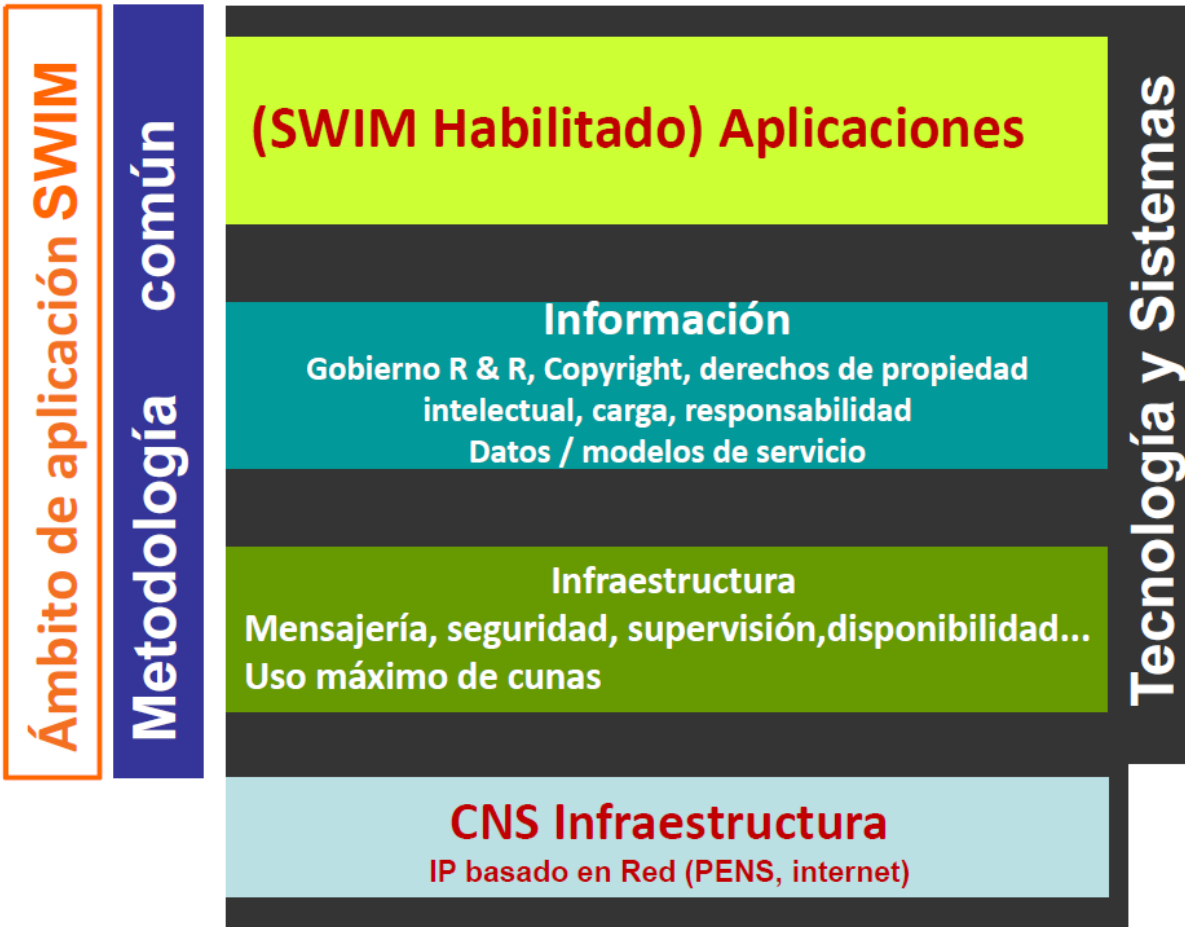 Ámbito de aplicación SWIM
Metodología común
(SWIM Habilitado) Aplicaciones
Información
Gobierno R & R, Copyright, derechos de propiedad
intelectual, carga, responsabilidad
Datos / modelos de servicio
Infraestructura
Mensajería, seguridad, supervisión,disponibilidad...
Uso máximo de cunas
CNS Infraestructura
IP basado en Red (PENS, internet)
Tecnología y Sistemas